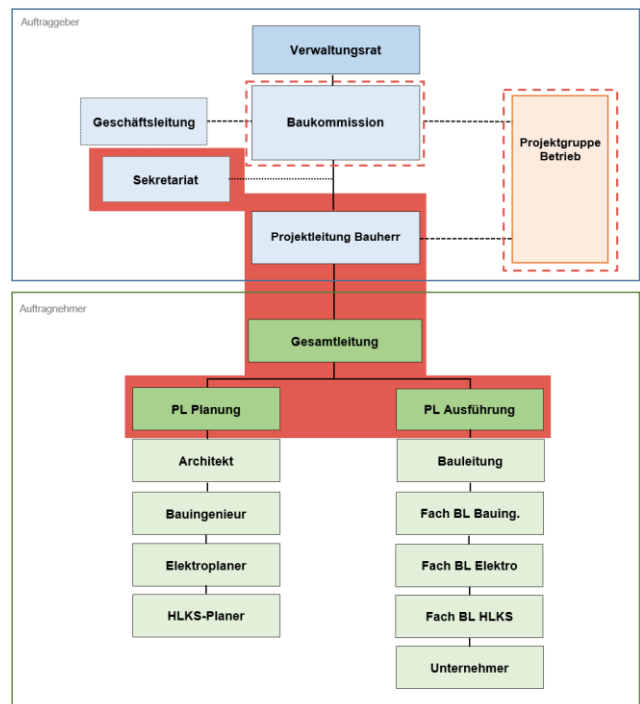 Auftraggeber
Verwaltungsrat
Geschäftsleitung
Baukommission
Projektgruppe
Betrieb
Sekretariat
Projektleitung Bauherr
Auftragnehmer
Gesamtleitung
PL Planung
PL Ausführung
Architekt
Bauleitung
Bauingenieur
Fach BL Bauing.
Elektroplaner
Fach BL Elektro
HLKS-Planer
Fach BL HLKS
Unternehmer